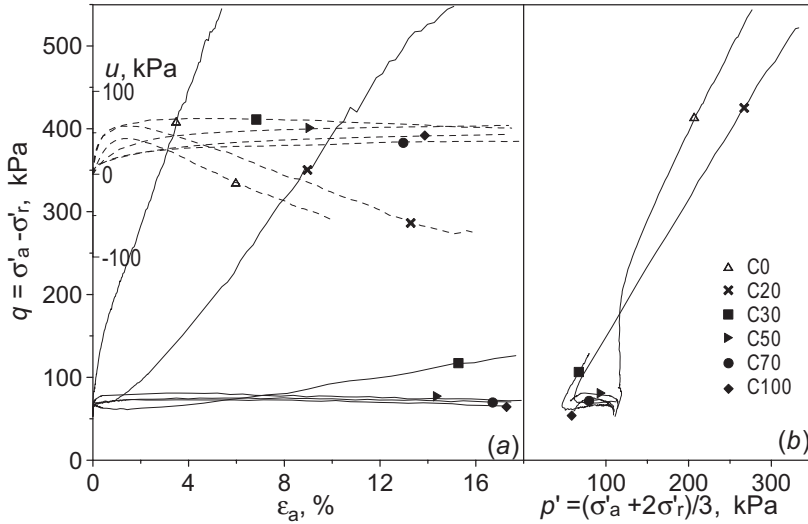 500
400
300
200
100
0
q = σ'a -σ'r, kPa
u, kPa
100
0
-100
0
4
8
12
16
εa, %
(a)
C0
C20
C30
C50
C70
C100
(b)
100
200
300
p' =(σ'a +2σ'r)/3, kPa